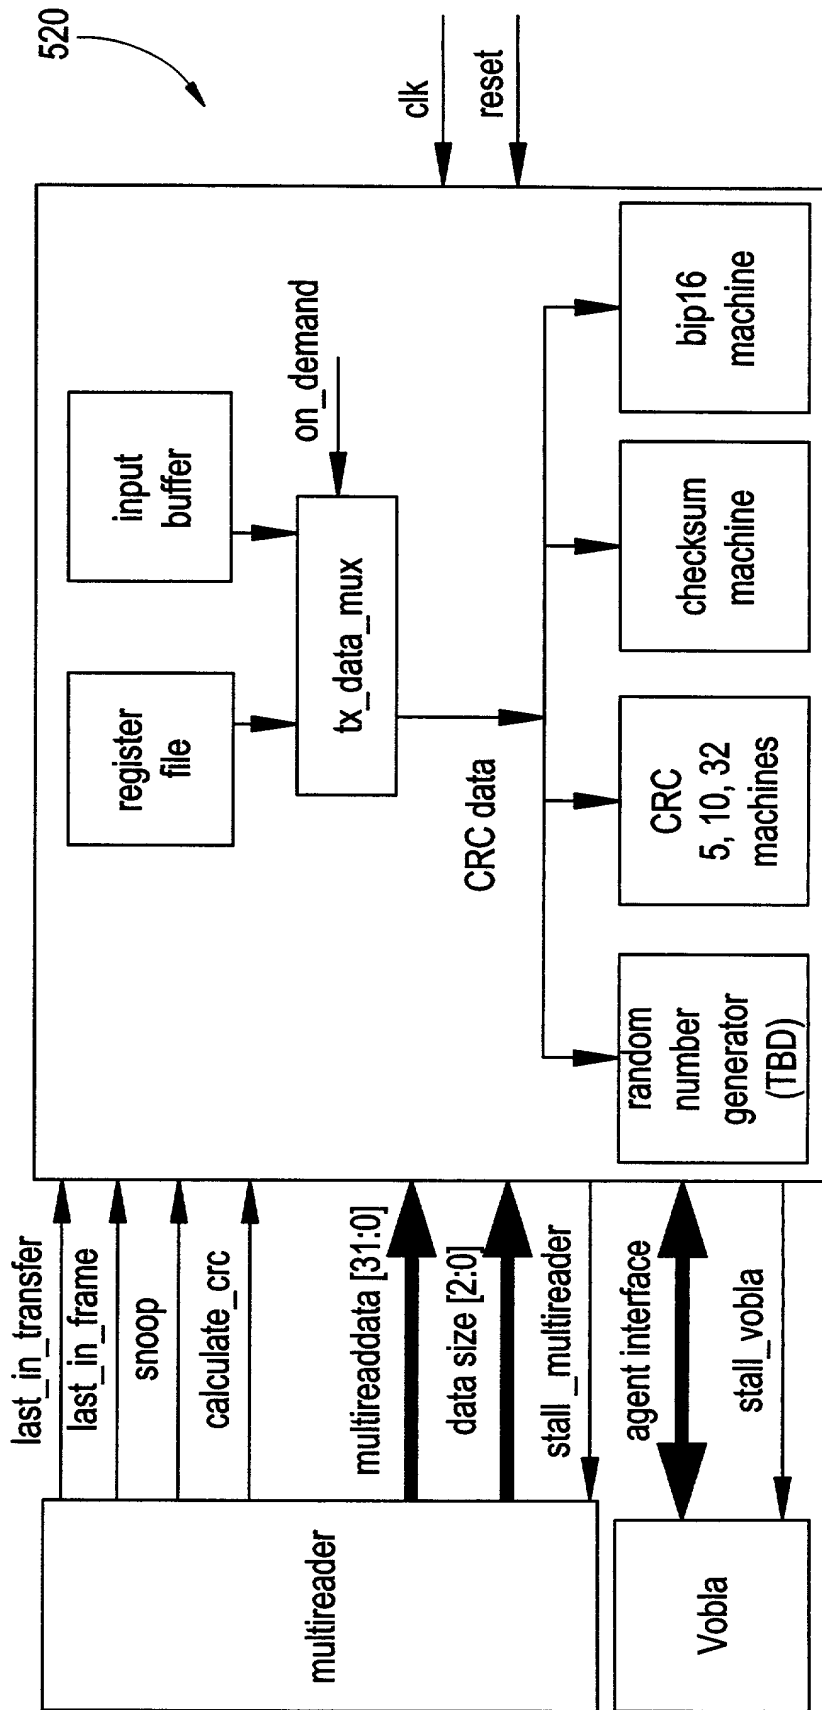 520
last_in_transfer
last_in_frame
snoop
calculate_crc
multireaddata [31:0]
data size [2:0]
stall_multireader
agent interface
stall_vobla
multireader
Vobla
register
file
input
buffer
tx_data_mux
on_demand
CRC data
random
number
generator
(TBD)
CRC
5, 10, 32
machines
checksum
machine
bip16
machine
clk
reset